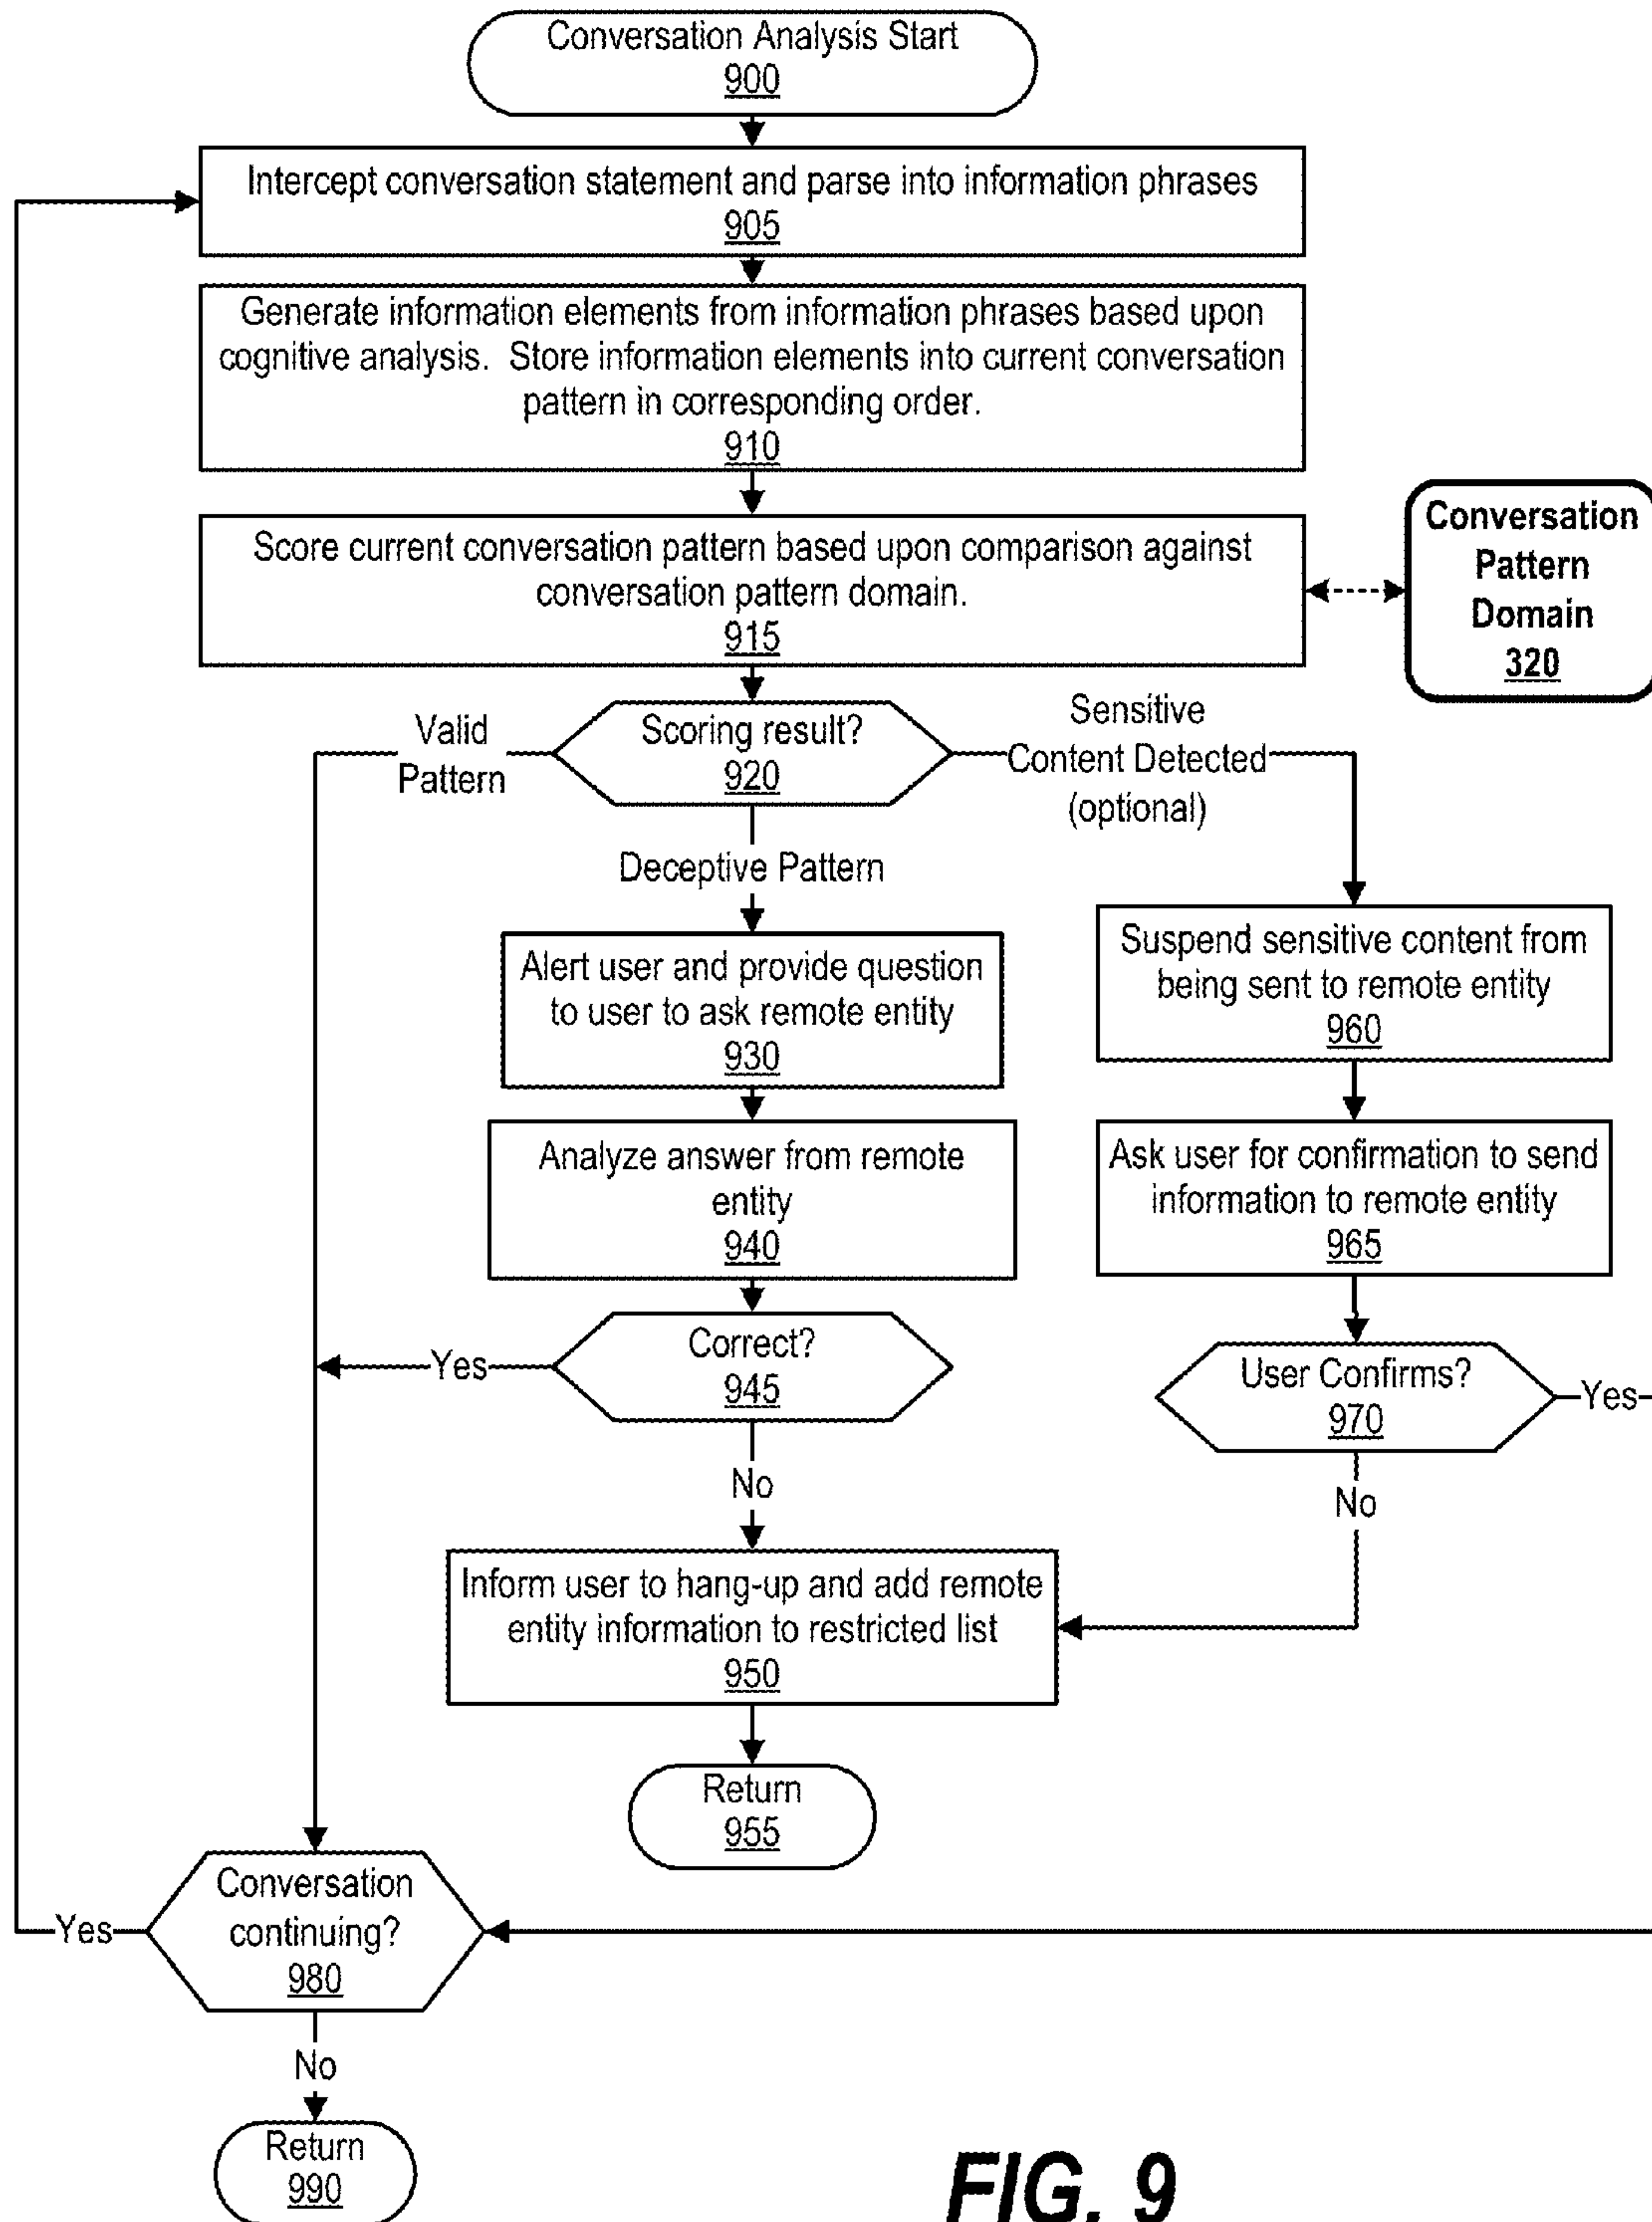 Conversation Analysis Start
900
Intercept conversation statement and parse into information phrases
905
Generate information elements from information phrases based upon
cognitive analysis.  Store information elements into current conversation
pattern in corresponding order.
910
Score current conversation pattern based upon comparison against
conversation pattern domain.
915
Conversation
Pattern
Domain
320
Scoring result?
920
Valid
Pattern
Sensitive
Content Detected
(optional)
Deceptive Pattern
Alert user and provide question
to user to ask remote entity
930
Suspend sensitive content from
being sent to remote entity
960
Analyze answer from remote
entity
940
Ask user for confirmation to send
information to remote entity
965
Correct?
945
Yes
No
User Confirms?
970
Yes
No
Inform user to hang-up and add remote
entity information to restricted list
950
Return
955
Conversation
continuing?
980
Yes
No
Return
990
FIG. 9